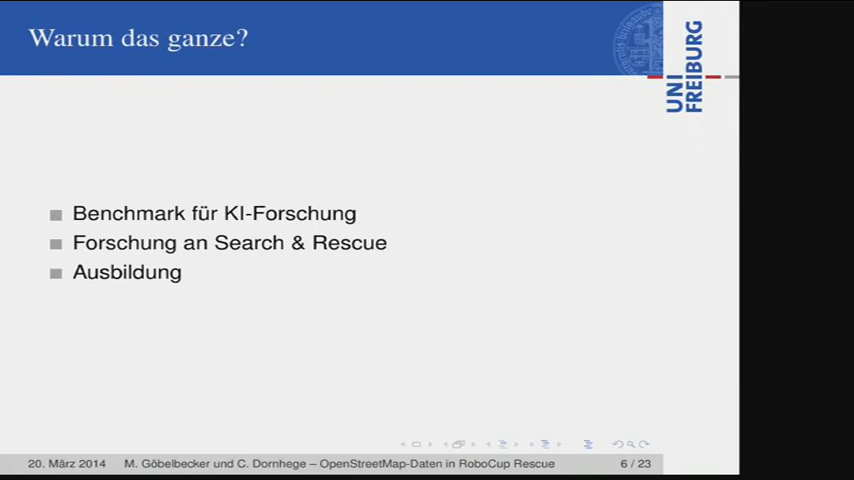 Warum das ganze?
UNI
FREIBURG
Benchmark für KI-Forschung
Forschung an Search & Rescue
Ausbildung
20. März 2014 M. Göbelbecker und C. Dornhege – OpenStreetMap-Daten in RoboCup Rescue 6 / 23